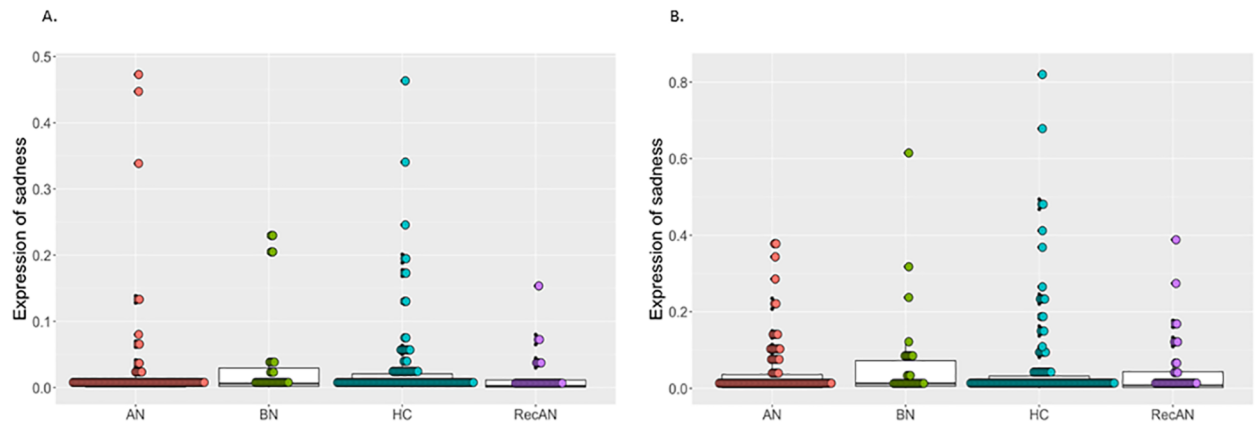 A.
B.
Expression of sadness
0.5
0.4
0.3
0.2
0.1
0.0
AN BN HC RecAN
Expression of sadness
0.8
0.6
0.4
0.2
0.0
AN BN HC RecAN